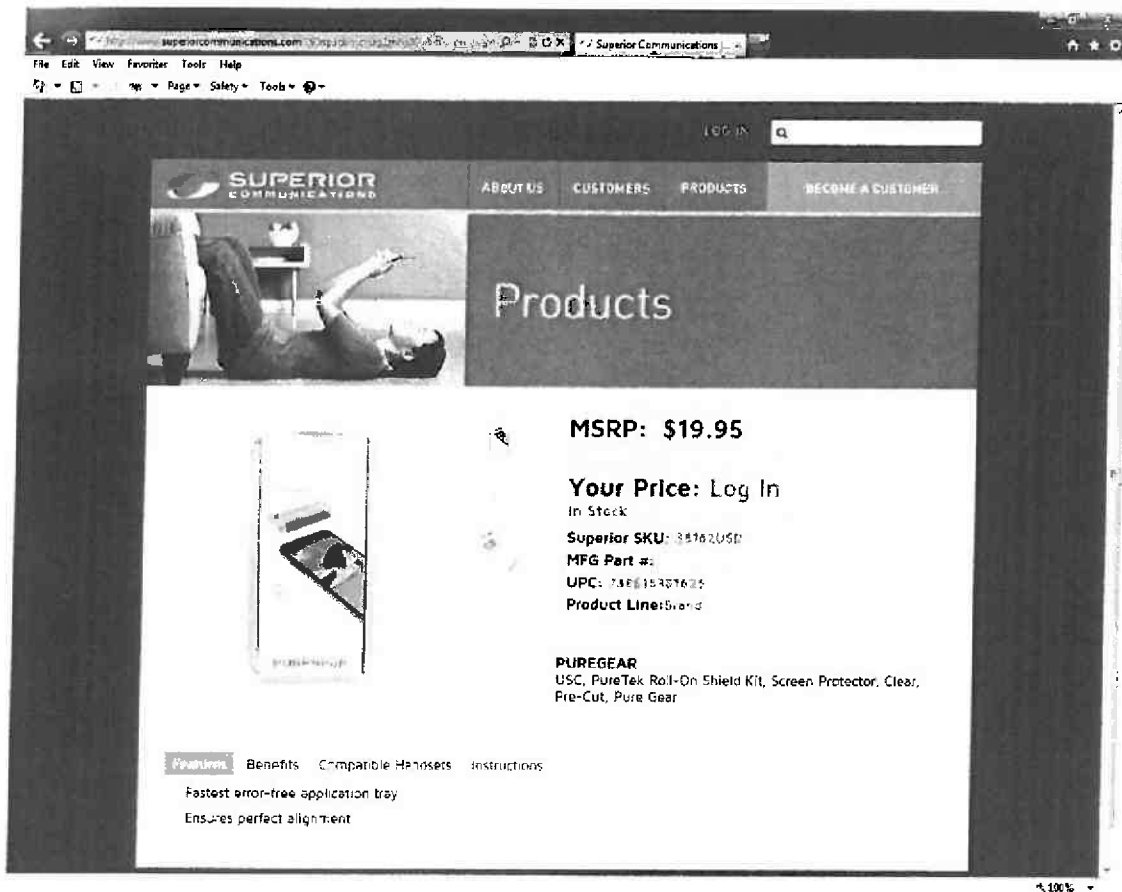 superiorcommunications.com
Superior Communications
File Edit View Favorites Tools Help
Page Safety Tools
LOG IN
SUPERIOR
COMMUNICATIONS
ABOUT US CUSTOMERS PRODUCTS BECOME A CUSTOMER
Products
MSRP: $19.95
Your Price: Log In
In Stock
Superior SKU:
MFG Part #:
UPC:
Product Line:Brand
PUREGEAR
USC, PureTek Roll-On Shield Kit, Screen Protector, Clear,
Pre-Cut, Pure Gear
Features Benefits Compatible Handsets Instructions
Fastest error-free application tray
Ensures perfect alignment
100%